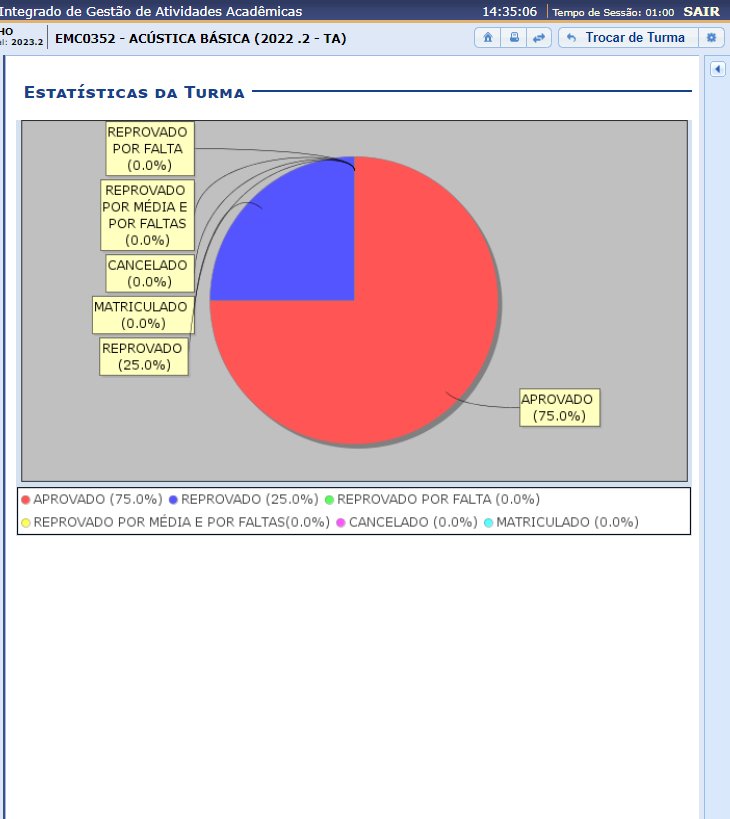 Integrado de Gestão de Atividades Acadêmicas 14:35:06 Tempo de Sessão: 01:00 SAIR
HO
el: 2023.2
EMC0352 - ACÚSTICA BÁSICA (2022 .2 - TA) Trocar de Turma
ESTATÍSTICAS DA TURMA
REPROVADO
POR FALTA
(0.0%)
REPROVADO
POR MÉDIA E
POR FALTAS
(0.0%)
CANCELADO
(0.0%)
MATRICULADO
(0.0%)
REPROVADO
(25.0%)
APROVADO
(75.0%)
APROVADO (75.0%) REPROVADO (25.0%) REPROVADO POR FALTA (0.0%)
REPROVADO POR MÉDIA E POR FALTAS(0.0%) CANCELADO (0.0%) MATRICULADO (0.0%)